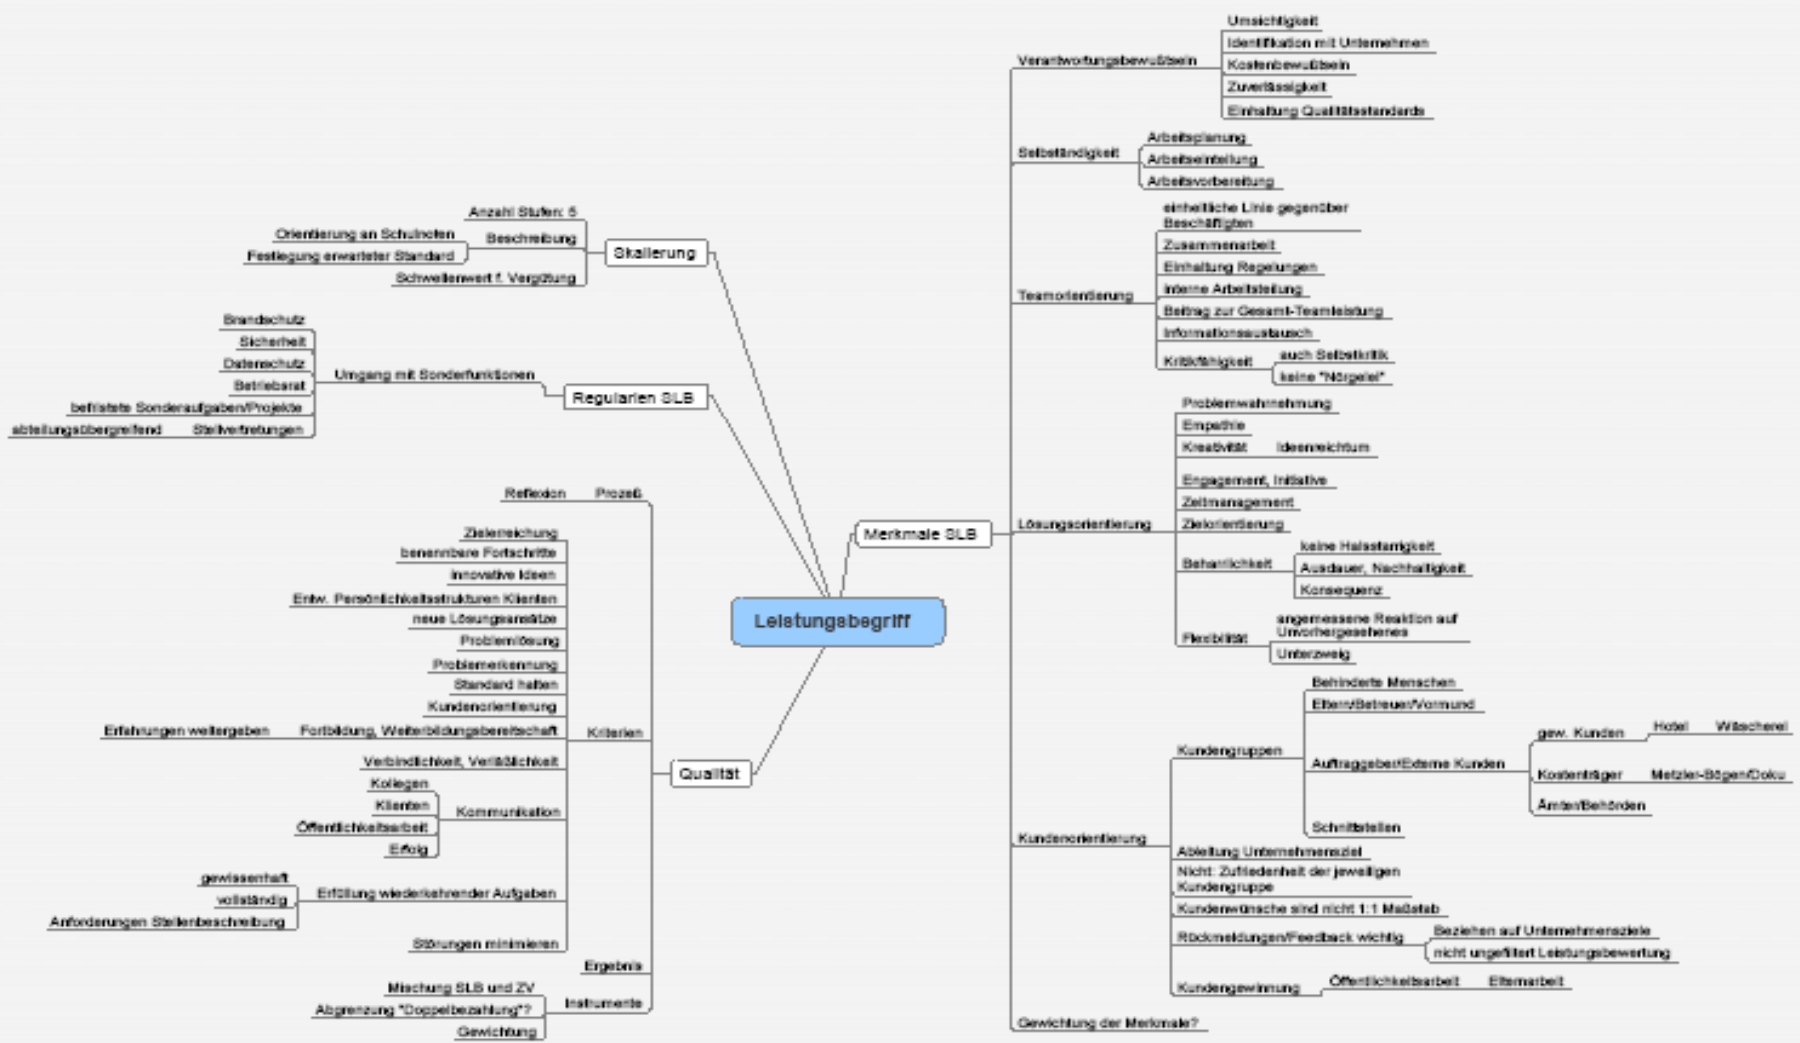 Leistungsbegriff
Skalierung
Anzahl Stufen: 5
Beschreibung
Orientierung an Schulnoten
Festlegung erwarteter Standard
Schwellenwert f. Vergütung
Regularien SLB
Umgang mit Sonderfunktionen
Brandschutz
Sicherheit
Datenschutz
Betriebsrat
befristete Sonderaufgaben/Projekte
Stellvertretungen
abteilungsübergreifend
Qualität
Prozeß
Reflexion
Kriterien
Zielerreichung
benennbare Fortschritte
innovative Ideen
Entw. Persönlichkeitsstrukturen Klienten
neue Lösungsansätze
Problemlösung
Problemerkennung
Standard halten
Kundenorientierung
Fortbildung, Weiterbildungsbereitschaft
Erfahrungen weitergeben
Verbindlichkeit, Verläßlichkeit
Kommunikation
Kollegen
Klienten
Öffentlichkeitsarbeit
Erfolg
Erfüllung wiederkehrender Aufgaben
gewissenhaft
vollständig
Anforderungen Stellenbeschreibung
Störungen minimieren
Ergebnis
Instrumente
Mischung SLB und ZV
Abgrenzung "Doppelbezahlung"?
Gewichtung
Merkmale SLB
Verantwortungsbewußtsein
Umsichtigkeit
Identifikation mit Unternehmen
Kostenbewußtsein
Zuverlässigkeit
Einhaltung Qualitätsstandards
Selbständigkeit
Arbeitsplanung
Arbeitseinteilung
Arbeitsvorbereitung
Teamorientierung
einheitliche Linie gegenüber
Beschäftigten
Zusammenarbeit
Einhaltung Regelungen
interne Arbeitsteilung
Beitrag zur Gesamt-Teamleistung
Informationsaustausch
Kritikfähigkeit
auch Selbstkritik
keine "Nörgelei"
Lösungsorientierung
Problemwahrnehmung
Empathie
Kreativität
Ideenreichtum
Engagement, Initiative
Zeitmanagement
Zielorientierung
Beharrlichkeit
keine Halsstarrigkeit
Ausdauer, Nachhaltigkeit
Konsequenz
Flexibilität
angemessene Reaktion auf
Unvorhergesehenes
Unterzweig
Kundenorientierung
Kundengruppen
Behinderte Menschen
Eltern/Betreuer/Vormund
Auftraggeber/Externe Kunden
gew. Kunden
Hotel
Wäscherei
Kostenträger
Metzler-Bögen/Doku
Ämter/Behörden
Schnittstellen
Ableitung Unternehmensziel
Nicht: Zufriedenheit der jeweiligen
Kundengruppe
Kundenwünsche sind nicht 1:1 Maßstab
Rückmeldungen/Feedback wichtig
Beziehen auf Unternehmensziele
nicht ungefiltert Leistungsbewertung
Kundengewinnung
Öffentlichkeitsarbeit
Elternarbeit
Gewichtung der Merkmale?